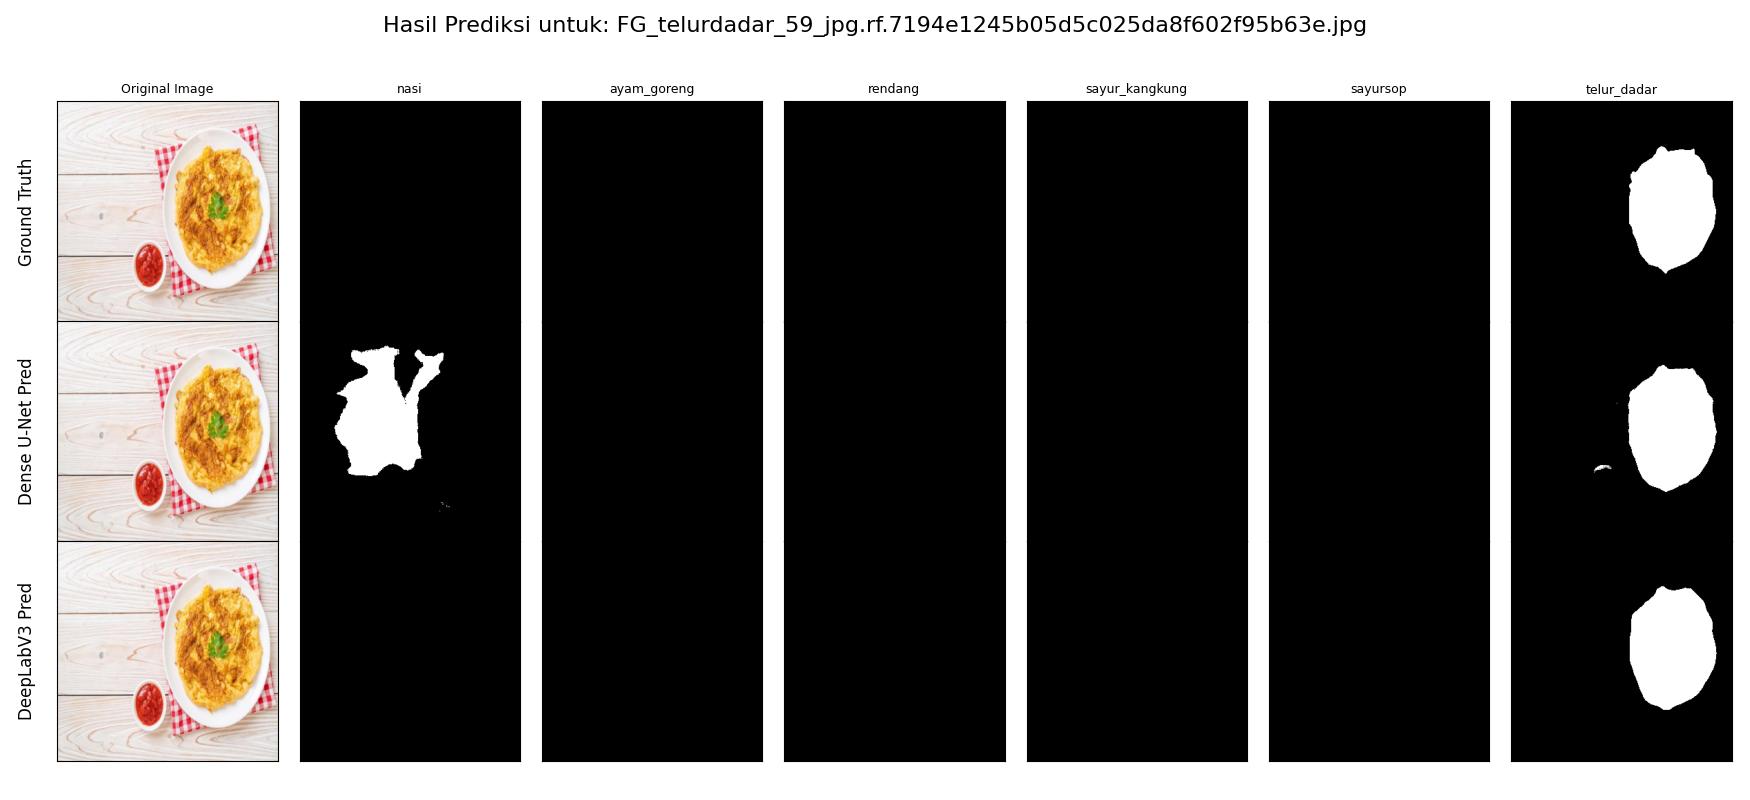 Hasil Prediksi untuk: FG_telurdadar_59_jpg.rf.7194e1245b05d5c025da8f602f95b63e.jpg
Original Image
nasi
ayam_goreng
rendang
sayur_kangkung
sayursop
telur_dadar
Ground Truth
Dense U-Net Pred
DeepLabV3 Pred